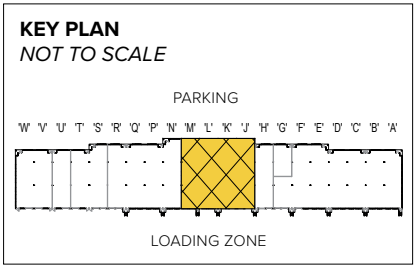 KEY PLAN
NOT TO SCALE
PARKING
'W' 'V' 'U' 'T' 'S' 'R' 'Q' 'P' 'N' 'M' 'L' 'K' 'J' 'H' 'G' 'F' 'E' 'D' 'C' 'B' 'A'
LOADING ZONE